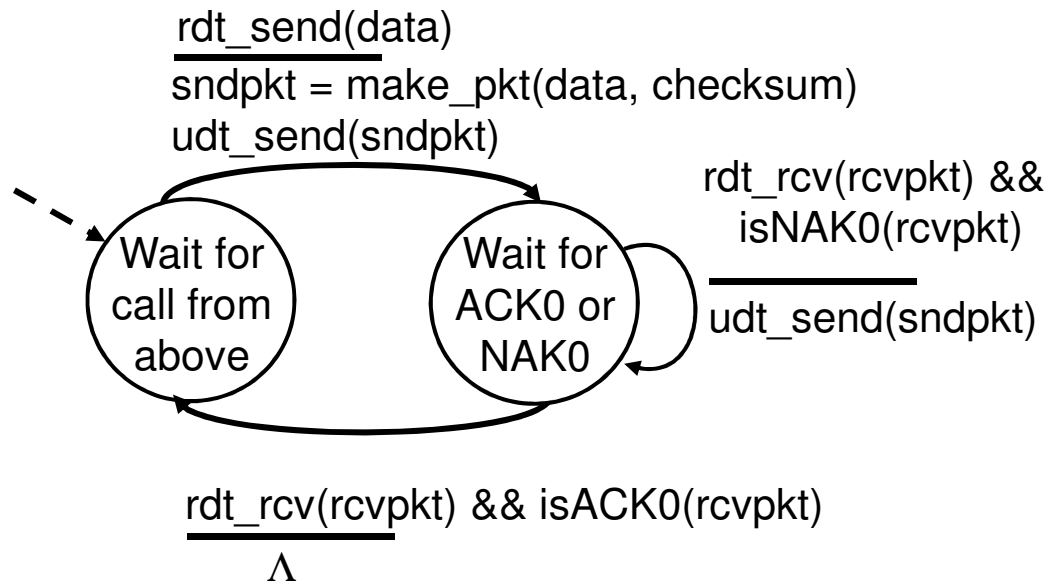 rdt_send(data)
sndpkt = make_pkt(data, checksum)
udt_send(sndpkt)
rdt_rcv(rcvpkt) &&
isNAK0(rcvpkt)
udt_send(sndpkt)
Wait for
call from
above
Wait for
ACK0 or
NAK0
rdt_rcv(rcvpkt) && isACK0(rcvpkt)
Λ